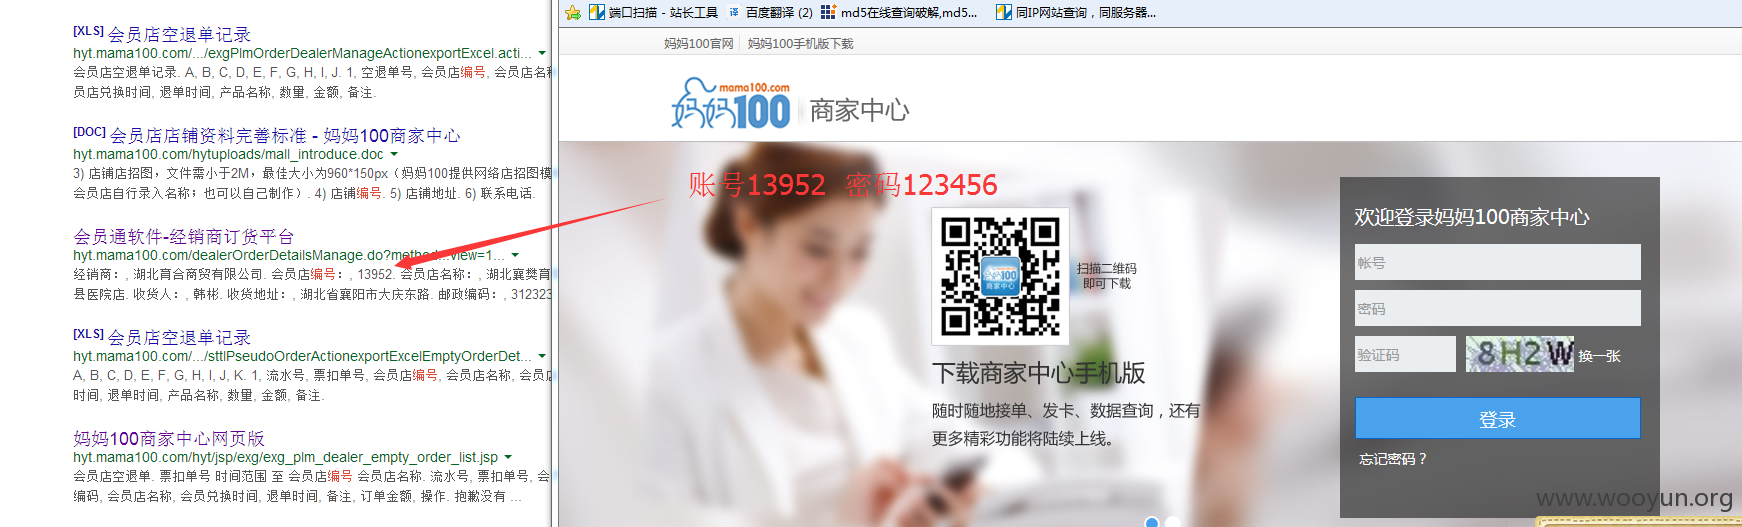 [XLS] 会员店空退单记录
hyt.mama100.com/.../exgPlmOrderDealerManageActionexportExcel.acti...
会员店空退单记录. A, B, C, D, E, F, G, H, I, J. 1, 空退单号, 会员店编号, 会员店名称
员店兑换时间, 退单时间, 产品名称, 数量, 金额, 备注.
[DOC] 会员店店铺资料完善标准 - 妈妈100商家中心
hyt.mama100.com/hytuploads/mall_introduce.doc
3) 店铺店招图，文件需小于2M，最佳大小为960*150px（妈妈100提供网络店招图模
会员店自行录入名称；也可以自己制作）. 4) 店铺编号. 5) 店铺地址. 6) 联系电话.
会员通软件-经销商订货平台
hyt.mama100.com/dealerOrderDetailsManage.do?method...view=1...
经销商：, 湖北育合商贸有限公司. 会员店编号：, 13952. 会员店名称：, 湖北襄樊育
县医院店. 收货人：, 韩彬. 收货地址：, 湖北省襄阳市大庆东路. 邮政编码：, 312323
[XLS] 会员店空退单记录
hyt.mama100.com/.../sttlPseudoOrderActionexportExcelEmptyOrderDet...
A, B, C, D, E, F, G, H, I, J, K. 1, 流水号, 票扣单号, 会员店编号, 会员店名称, 会员店
时间, 退单时间, 产品名称, 数量, 金额, 备注.
妈妈100商家中心网页版
hyt.mama100.com/hyt/jsp/exg/exg_plm_dealer_empty_order_list.jsp
会员店空退单. 票扣单号 时间范围 至 会员店编号 会员店名称. 流水号, 票扣单号, 会
编码, 会员店名称, 会员兑换时间, 退单时间, 备注, 订单金额, 操作. 抱歉没有 ...
端口扫描 - 站长工具 译 百度翻译 (2) md5在线查询破解,md5... 同IP网站查询，同服务器...
妈妈100官网 妈妈100手机版下载
mama100.com
妈妈100 商家中心
账号13952 密码123456
妈妈100
商家中心
扫描二维码
即可下载
下载商家中心手机版
随时随地接单、发卡、数据查询，还有
更多精彩功能将陆续上线。
欢迎登录妈妈100商家中心
帐号
密码
验证码 8H2W 换一张
登录
忘记密码？
www.wooyun.org